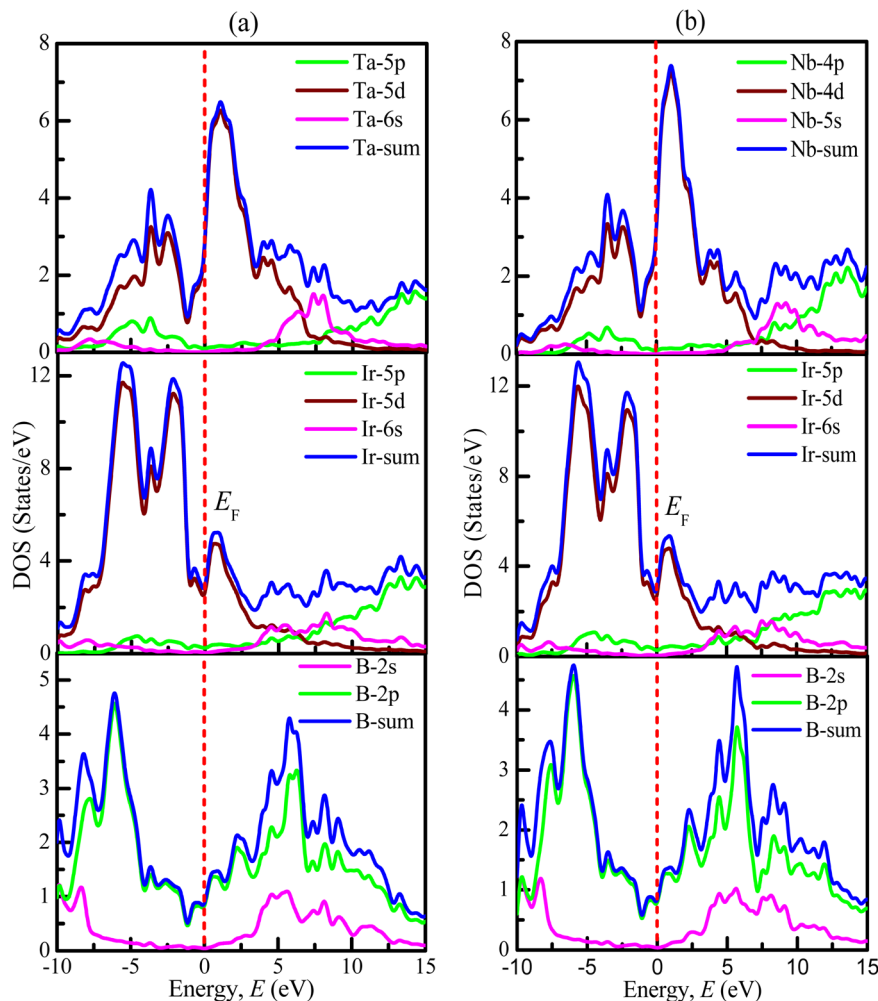 (a)
8
6
4
2
0
Ta-5p
Ta-5d
Ta-6s
Ta-sum
12
8
4
0
Ir-5p
Ir-5d
Ir-6s
Ir-sum
E_F
5
4
3
2
1
0
B-2s
B-2p
B-sum
DOS (States/eV)
-10 -5 0 5 10 15
Energy, E (eV)
(b)
8
6
4
2
0
Nb-4p
Nb-4d
Nb-5s
Nb-sum
12
8
4
0
Ir-5p
Ir-5d
Ir-6s
Ir-sum
E_F
4
3
2
1
0
B-2s
B-2p
B-sum
DOS (States/eV)
-10 -5 0 5 10 15
Energy, E (eV)